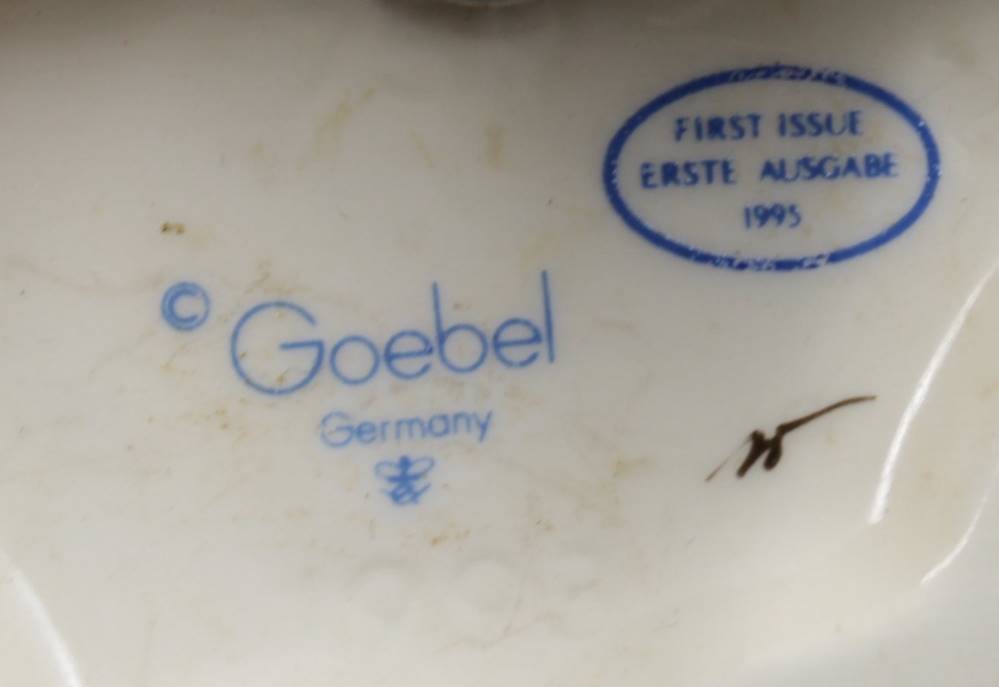 FIRST ISSUE
ERSTE AUSGABE
1995
© Goebel
Germany